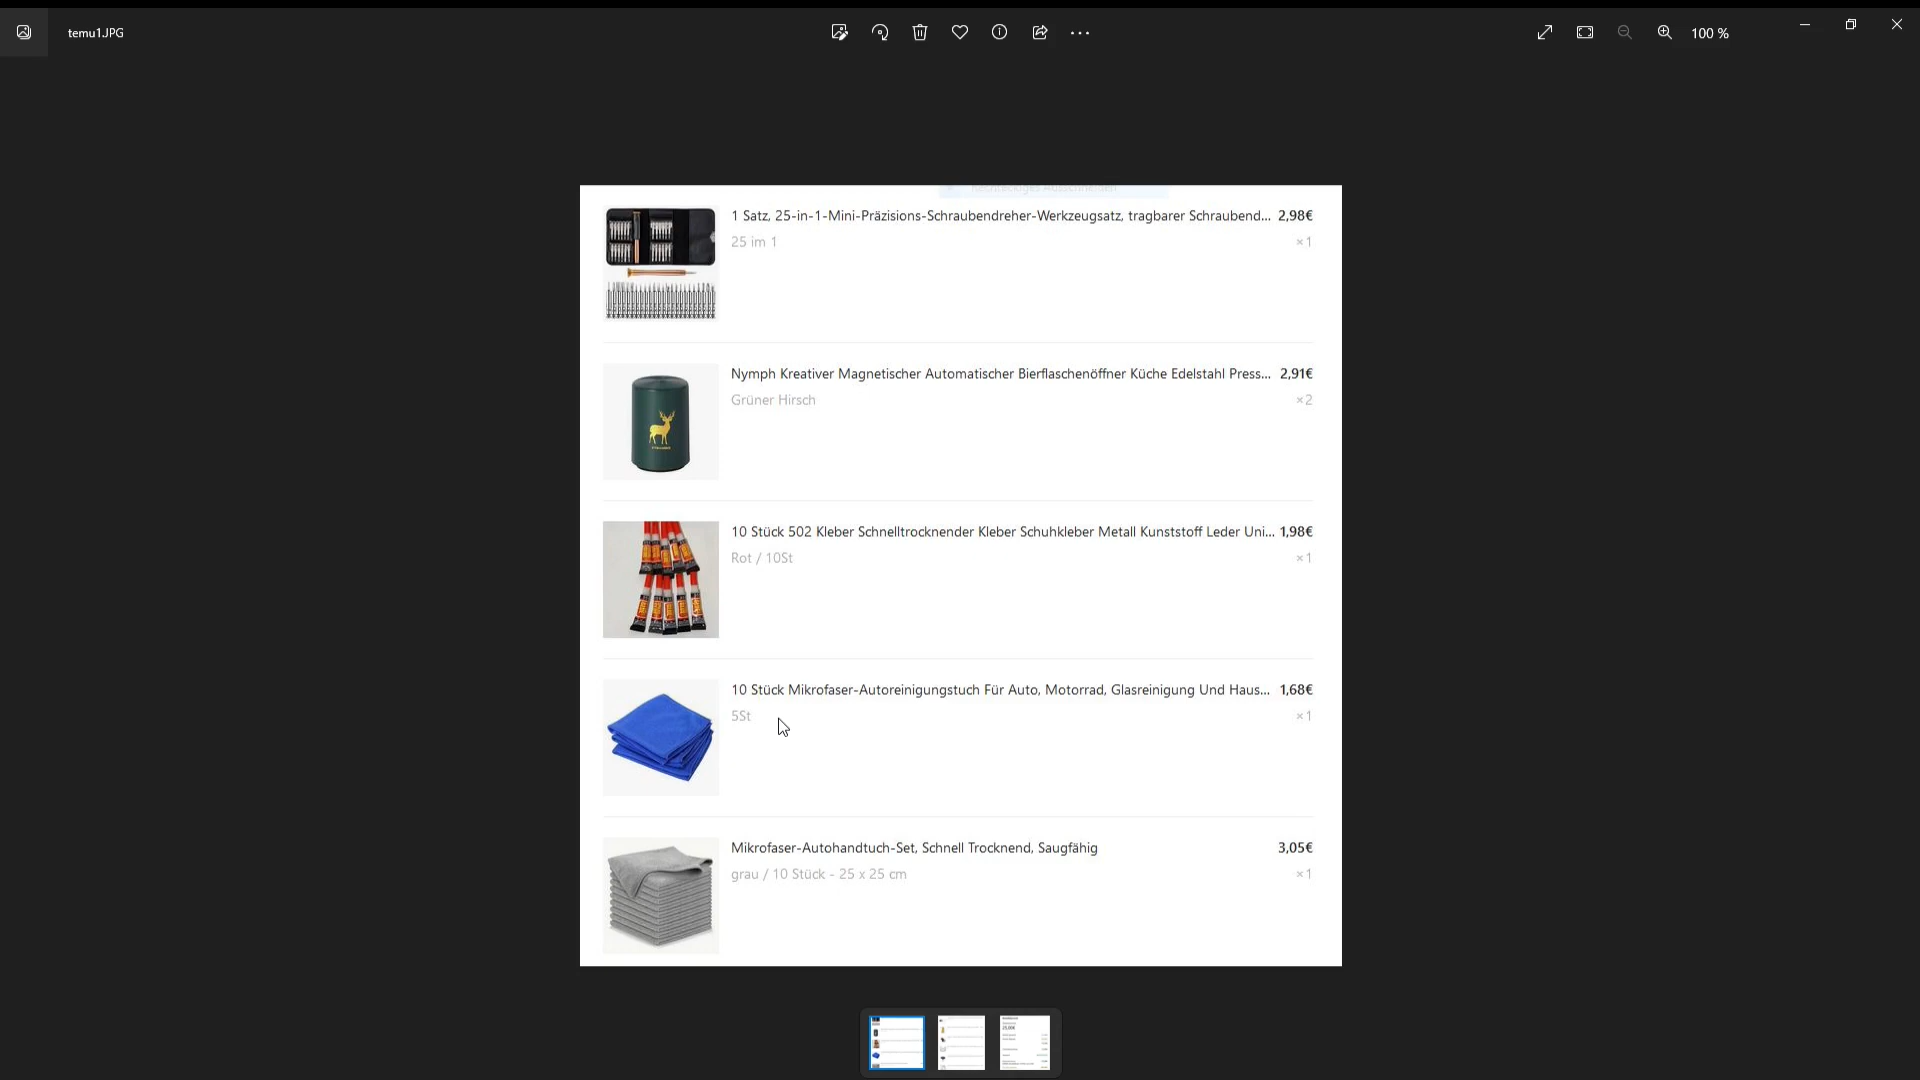 temu1.JPG
100 %
1 Satz, 25-in-1-Mini-Präzisions-Schraubendreher-Werkzeugsatz, tragbarer Schraubend... 2,98€
25 im 1 ×1
Nymph Kreativer Magnetischer Automatischer Bierflaschenöffner Küche Edelstahl Press... 2,91€
Grüner Hirsch ×2
10 Stück 502 Kleber Schnelltrocknender Kleber Schuhkleber Metall Kunststoff Leder Uni... 1,98€
Rot / 10St ×1
10 Stück Mikrofaser-Autoreinigungstuch Für Auto, Motorrad, Glasreinigung Und Haus... 1,68€
5St ×1
Mikrofaser-Autohandtuch-Set, Schnell Trocknend, Saugfähig 3,05€
grau / 10 Stück - 25 x 25 cm ×1